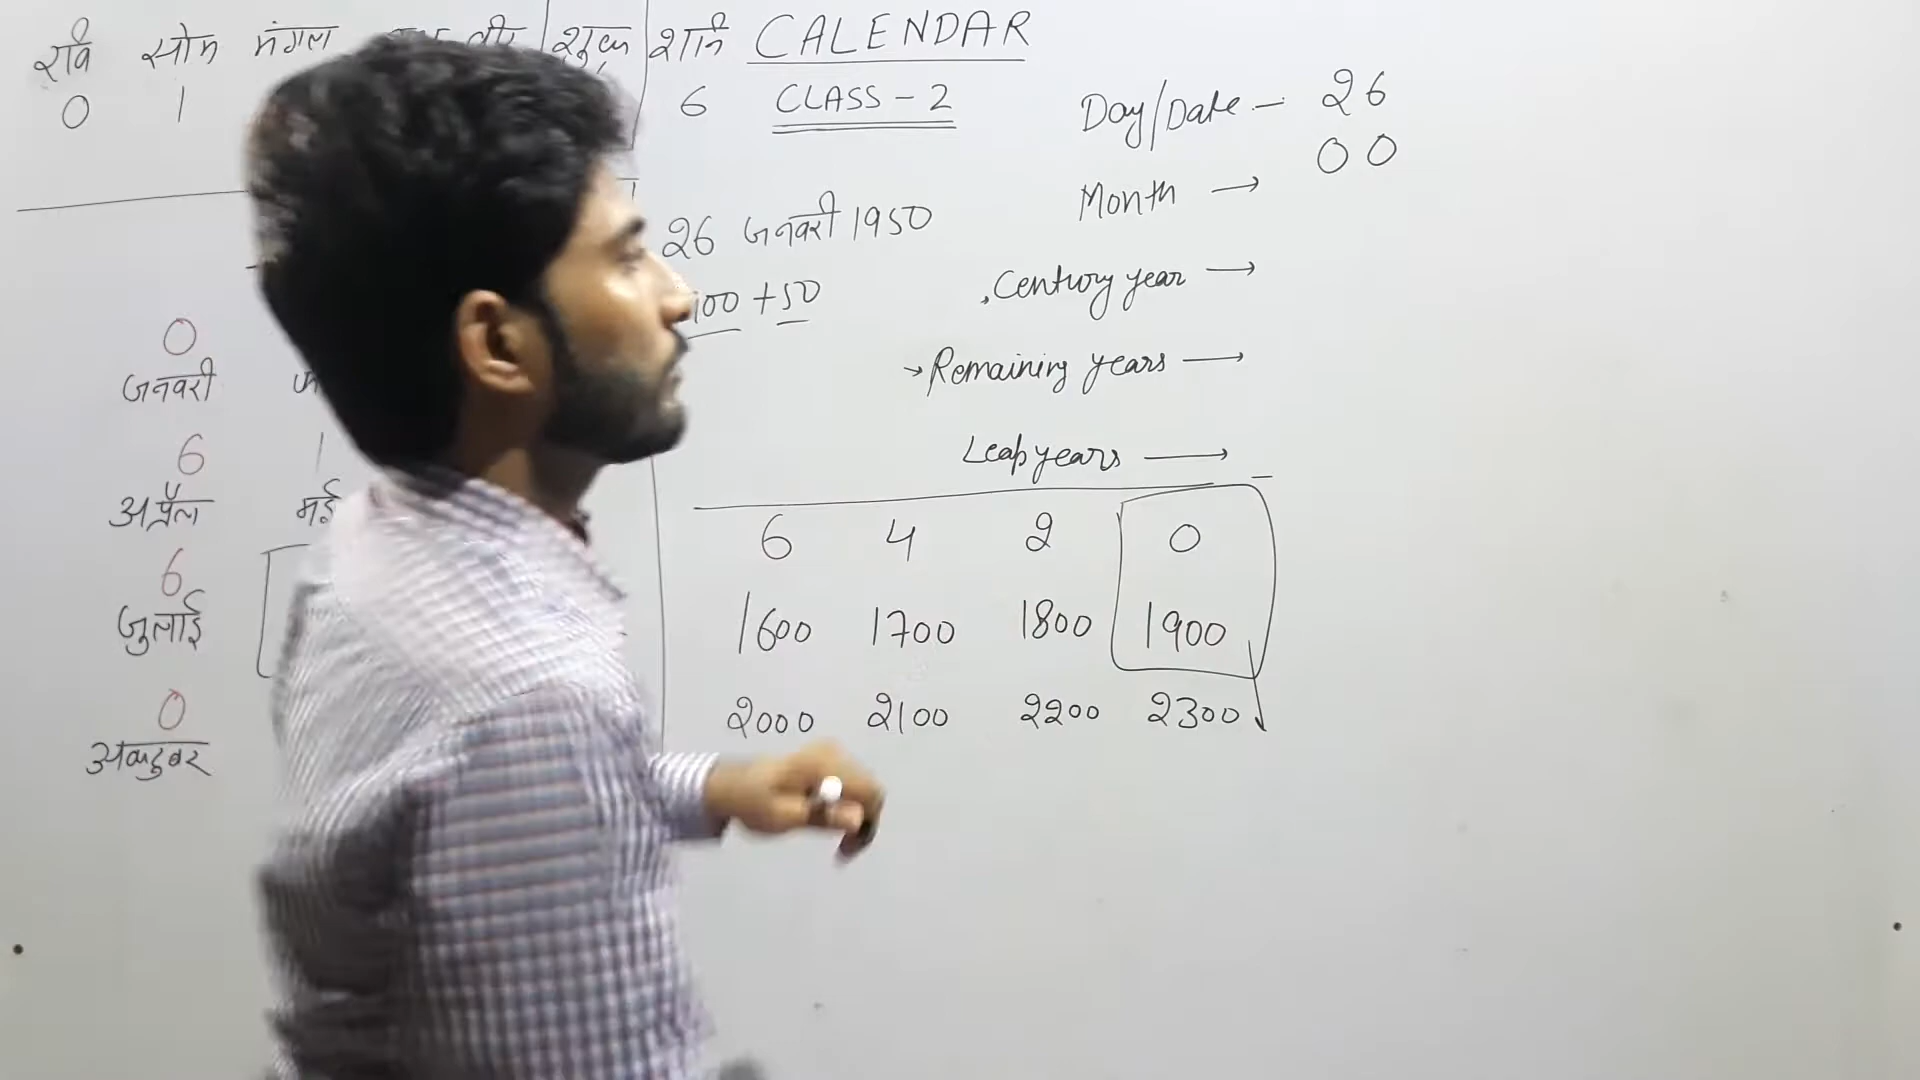 रवि सोम मंगल शुक्र शनि CALENDAR
0 1 6 CLASS - 2
Day/Date - 26
00
Month →
26 जनवरी 1950
Century year →
00 + 50
Remaining years →
Leap years →
0
जनवरी
6 1
अप्रैल मई
6
जुलाई
0
अक्टुबर
6 4 2 0
1600 1700 1800 1900
2000 2100 2200 2300